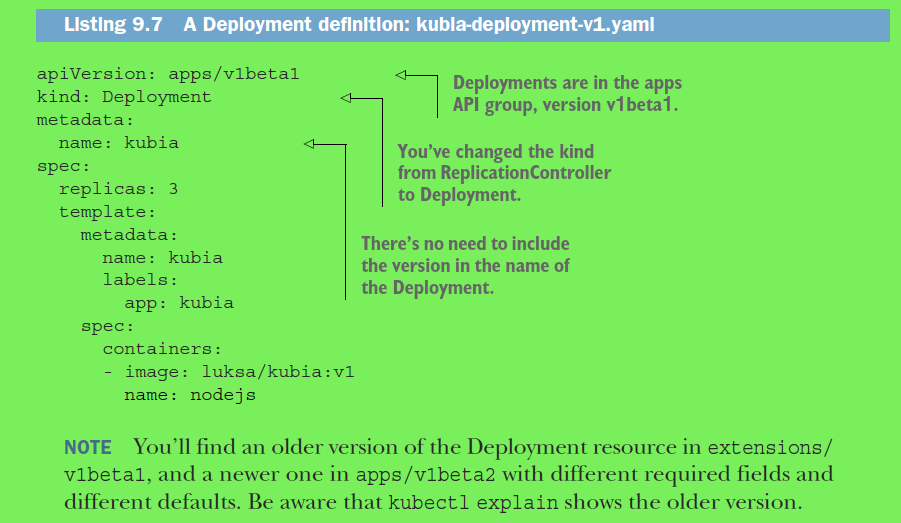 Listing 9.7 A Deployment definition: kubia-deployment-v1.yaml
apiVersion: apps/v1beta1
kind: Deployment
metadata:
  name: kubia
spec:
  replicas: 3
  template:
    metadata:
      name: kubia
      labels:
        app: kubia
    spec:
      containers:
      - image: luksa/kubia:v1
        name: nodejs
Deployments are in the apps
API group, version v1beta1.
You’ve changed the kind
from ReplicationController
to Deployment.
There’s no need to include
the version in the name of
the Deployment.
NOTE You’ll find an older version of the Deployment resource in extensions/
v1beta1, and a newer one in apps/v1beta2 with different required fields and
different defaults. Be aware that kubectl explain shows the older version.